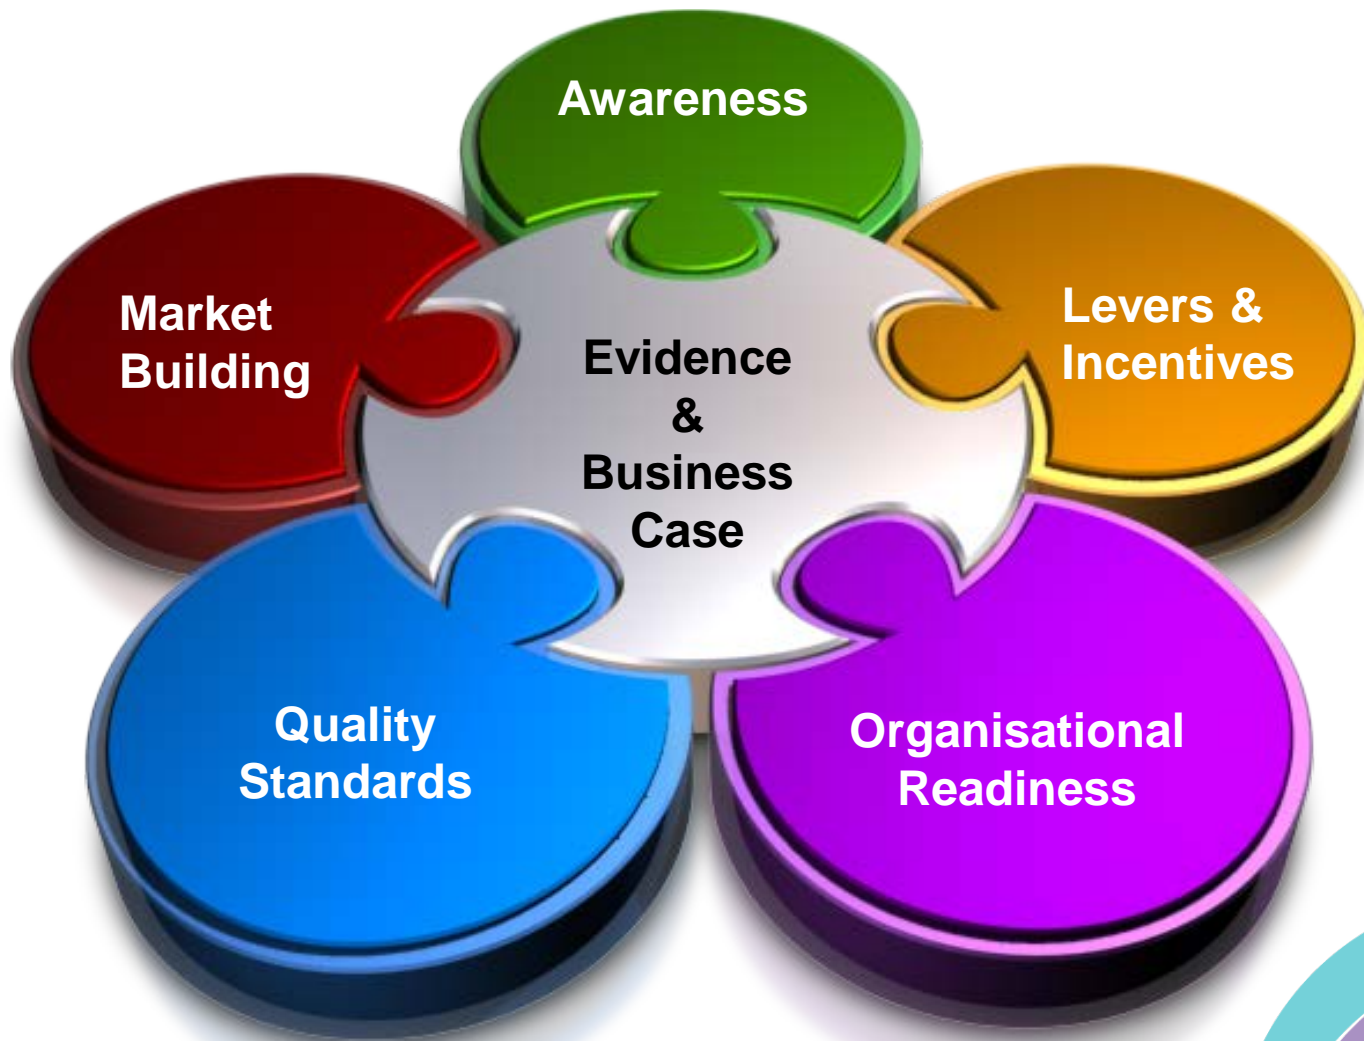 Awareness
Market
Building
Levers &
Incentives
Evidence
&
Business
Case
Quality
Standards
Organisational
Readiness